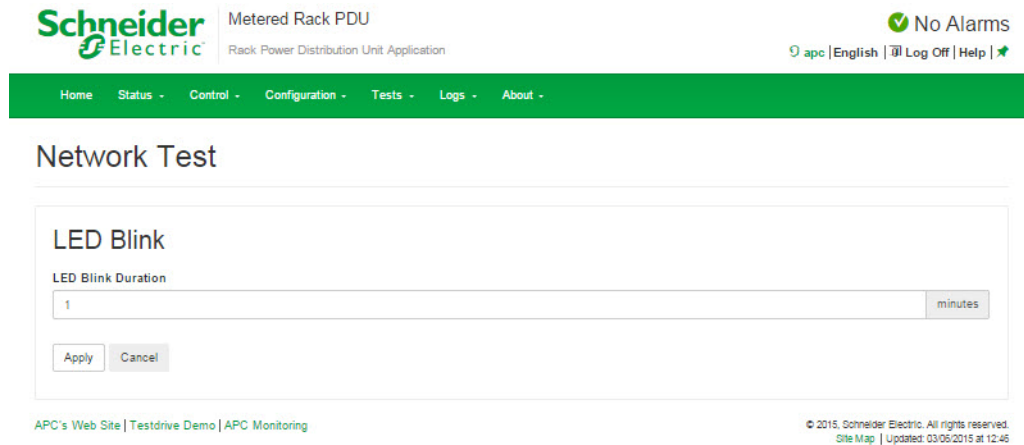 Schneider
Electric
Metered Rack PDU
Rack Power Distribution Unit Application
No Alarms
apc | English | Log Off | Help |
Home Status Control Configuration Tests Logs About
Network Test
LED Blink
LED Blink Duration
1 minutes
Apply Cancel
APC's Web Site | Testdrive Demo | APC Monitoring
© 2015, Schneider Electric. All rights reserved.
Site Map | Updated: 03/06/2015 at 12:46